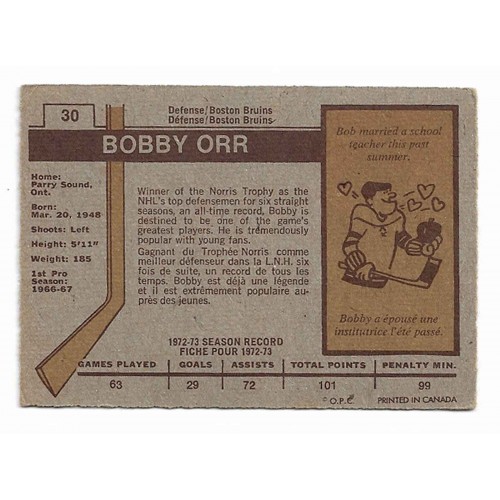 30
Defense/Boston Bruins
Défense/Boston Bruins
BOBBY ORR
Home:
Parry Sound,
Ont.
Born:
Mar. 20, 1948
Shoots: Left
Height: 5'11"
Weight: 185
1st Pro
Season:
1966-67
Winner of the Norris Trophy as the
NHL's top defensemen for six straight
seasons, an all-time record, Bobby is
destined to be one of the game's
greatest players. He is tremendously
popular with young fans.
Gagnant du Trophée Norris comme
meilleur défenseur dans la L.N.H. six
fois de suite, un record de tous les
temps. Bobby est déjà une légende
et il est extrêmement populaire au-
près des jeunes.
Bob married a school
teacher this past
summer.
Bobby a épousé une
institutrice l'été passé.
1972-73 SEASON RECORD
FICHE POUR 1972-73
GAMES PLAYED GOALS ASSISTS TOTAL POINTS PENALTY MIN.
63 29 72 101 99
© O.P.C. PRINTED IN CANADA